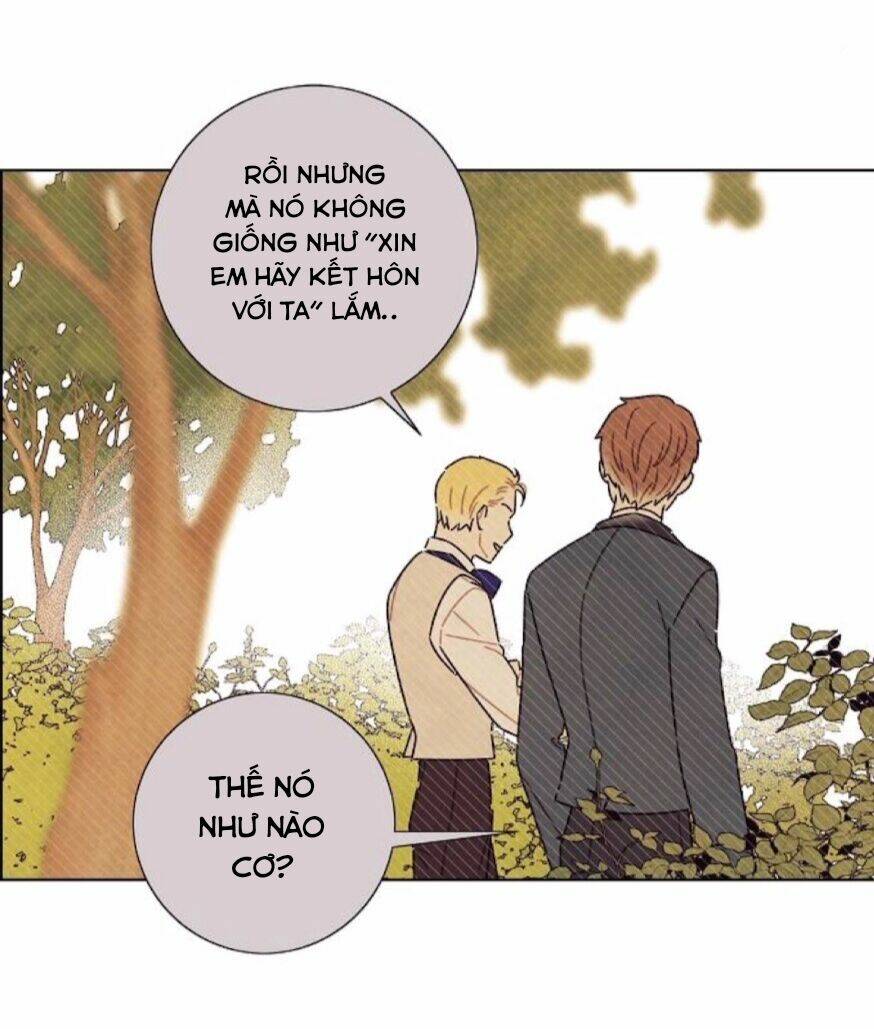 RỒI NHƯNG
MÀ NÓ KHÔNG
GIỐNG NHƯ "XIN
EM HÃY KẾT HÔN
VỚI TA" LẮM..
THẾ NÓ
NHƯ NÀO
CƠ?